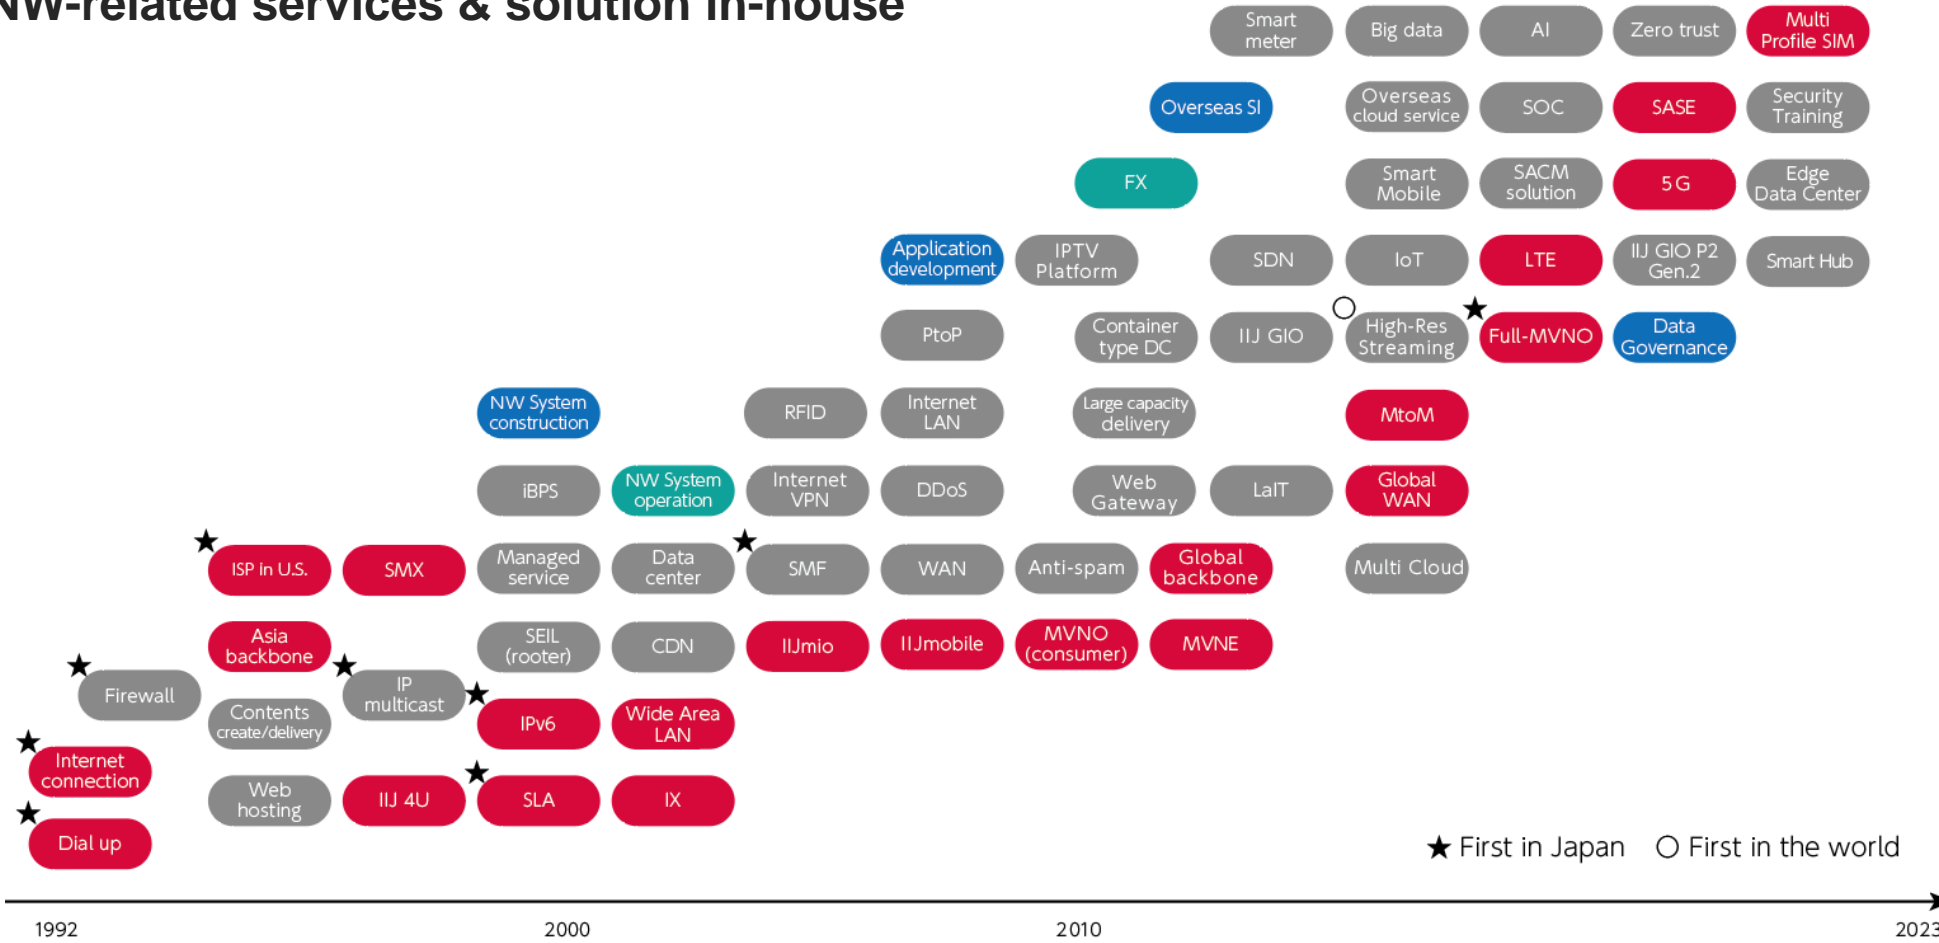 NW-related services & solution in-house
Smart
meter
Big data
AI
Zero trust
Multi
Profile SIM
Overseas SI
Overseas
cloud service
SOC
SASE
Security
Training
FX
Smart
Mobile
SACM
solution
5G
Edge
Data Center
Application
development
IPTV
Platform
SDN
IoT
LTE
IIJ GIO P2
Gen.2
Smart Hub
PtoP
Container
type DC
IIJ GIO
High-Res
Streaming
★
Full-MVNO
Data
Governance
NW System
construction
RFID
Internet
LAN
Large capacity
delivery
MtoM
iBPS
NW System
operation
Internet
VPN
DDoS
Web
Gateway
LaIT
Global
WAN
★
ISP in U.S.
SMX
Managed
service
Data
center
★
SMF
WAN
Anti-spam
Global
backbone
Multi Cloud
Asia
backbone
SEIL
(rooter)
CDN
IIJmio
IIJmobile
MVNO
(consumer)
MVNE
★
Firewall
Contents
create/delivery
★
IP
multicast
★
IPv6
Wide Area
LAN
★
Internet
connection
Web
hosting
IIJ 4U
★
SLA
IX
★
Dial up
★ First in Japan ○ First in the world
1992
2000
2010
2023